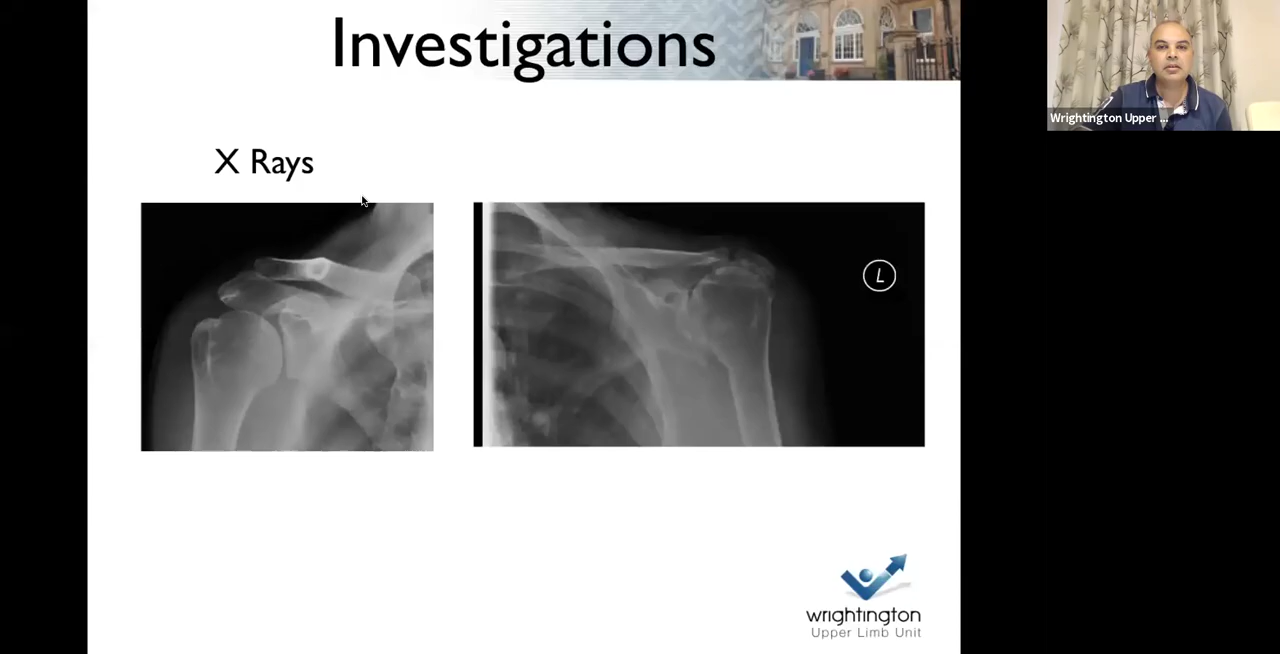 Investigations
Wrightington Upper ...
X Rays
L
wrightington
Upper Limb Unit